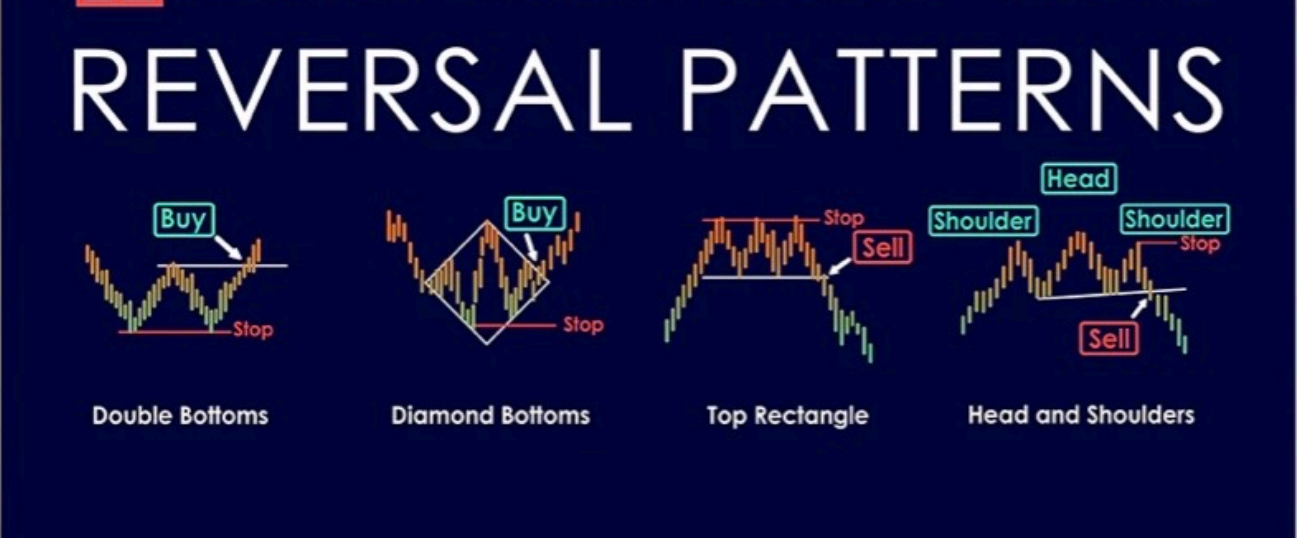 REVERSAL PATTERNS
Buy
Stop
Double Bottoms
Buy
Stop
Diamond Bottoms
Stop
Sell
Top Rectangle
Head
Shoulder
Shoulder
Stop
Sell
Head and Shoulders